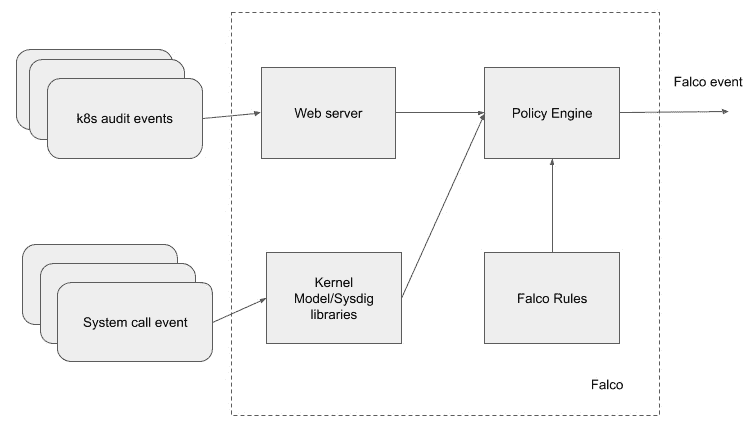 Falco event
k8s audit events
Web server
Policy Engine
Kernel
Model/Sysdig
libraries
Falco Rules
System call event
Falco